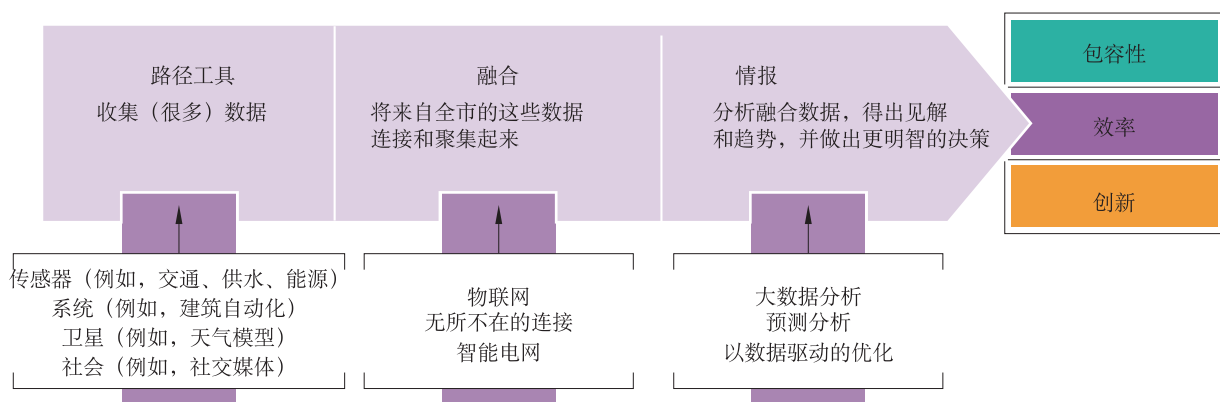 路径工具
收集（很多）数据
融合
将来自全市的这些数据
连接和聚集起来
情报
分析融合数据，得出见解
和趋势，并做出更明智的决策
包容性
效率
创新
传感器（例如，交通、供水、能源）
系统（例如，建筑自动化）
卫星（例如，天气模型）
社会（例如，社交媒体）
物联网
无所不在的连接
智能电网
大数据分析
预测分析
以数据驱动的优化